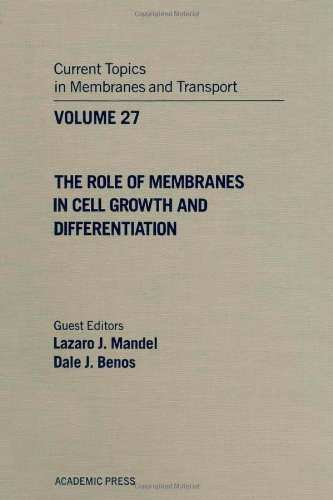 Current Topics
in Membranes and Transport
VOLUME 27
THE ROLE OF MEMBRANES
IN CELL GROWTH AND
DIFFERENTIATION
Guest Editors
Lazaro J. Mandel
Dale J. Benos
ACADEMIC PRESS